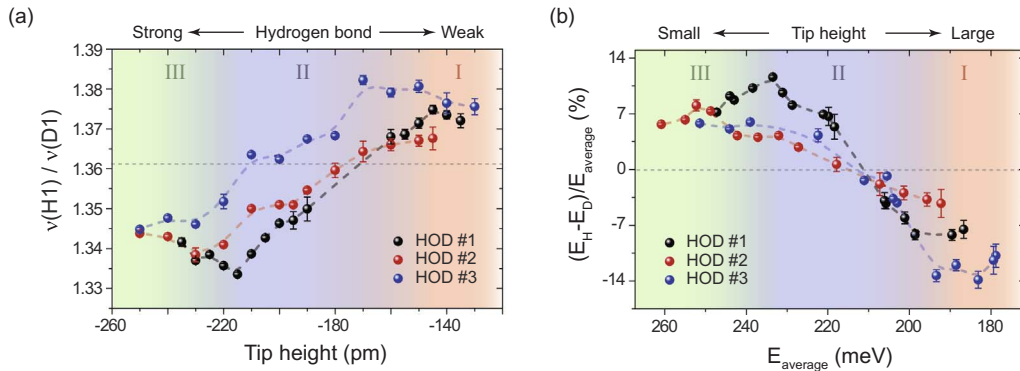 (a)
Strong ← Hydrogen bond → Weak
1.39
1.38
1.37
1.36
1.35
1.34
1.33
ν(H1) / ν(D1)
III
II
I
HOD #1
HOD #2
HOD #3
-260
-220
-180
-140
Tip height (pm)
(b)
Small ← Tip height → Large
14
7
0
-7
-14
(E_H-E_D)/E_average (%)
III
II
I
HOD #1
HOD #2
HOD #3
260
240
220
200
180
E_average (meV)